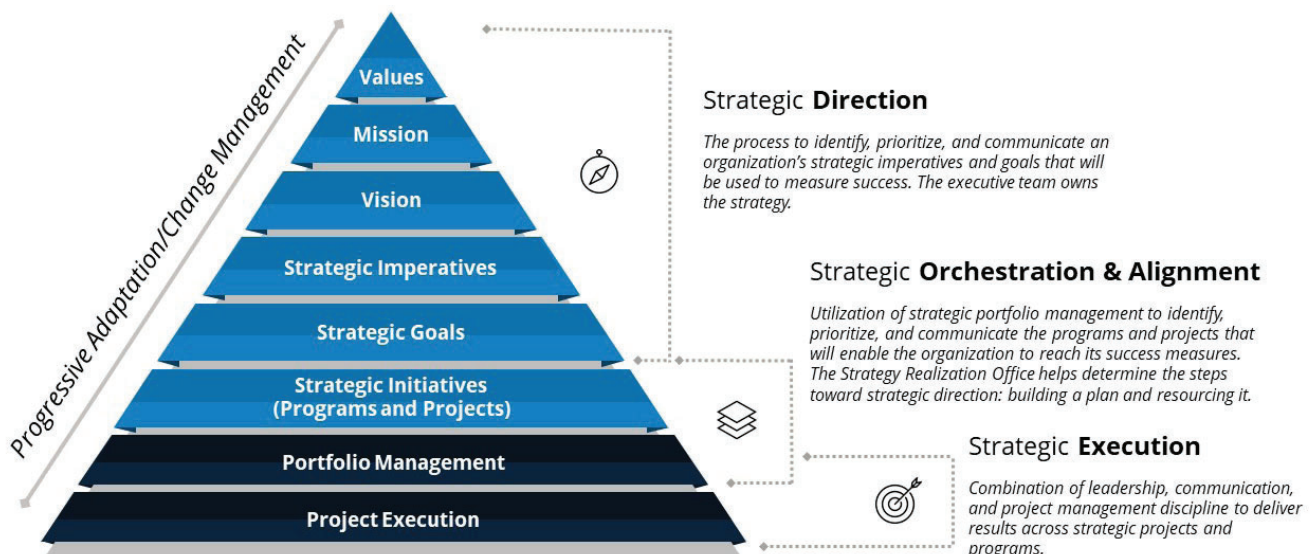 Progressive Adaptation/Change Management
Values
Mission
Vision
Strategic Imperatives
Strategic Goals
Strategic Initiatives
(Programs and Projects)
Portfolio Management
Project Execution
Strategic Direction
The process to identify, prioritize, and communicate an
organization's strategic imperatives and goals that will
be used to measure success. The executive team owns
the strategy.
Strategic Orchestration & Alignment
Utilization of strategic portfolio management to identify,
prioritize, and communicate the programs and projects that
will enable the organization to reach its success measures.
The Strategy Realization Office helps determine the steps
toward strategic direction: building a plan and resourcing it.
Strategic Execution
Combination of leadership, communication,
and project management discipline to deliver
results across strategic projects and
programs.